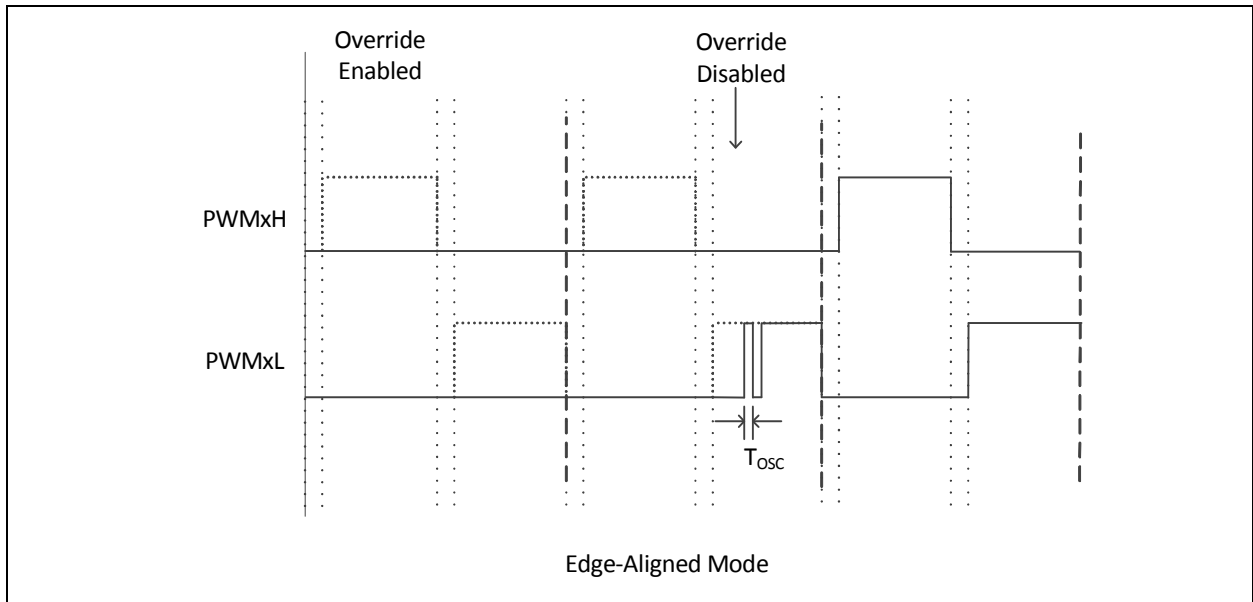 Override
Enabled
Override
Disabled
PWMxH
PWMxL
TOSC
Edge-Aligned Mode